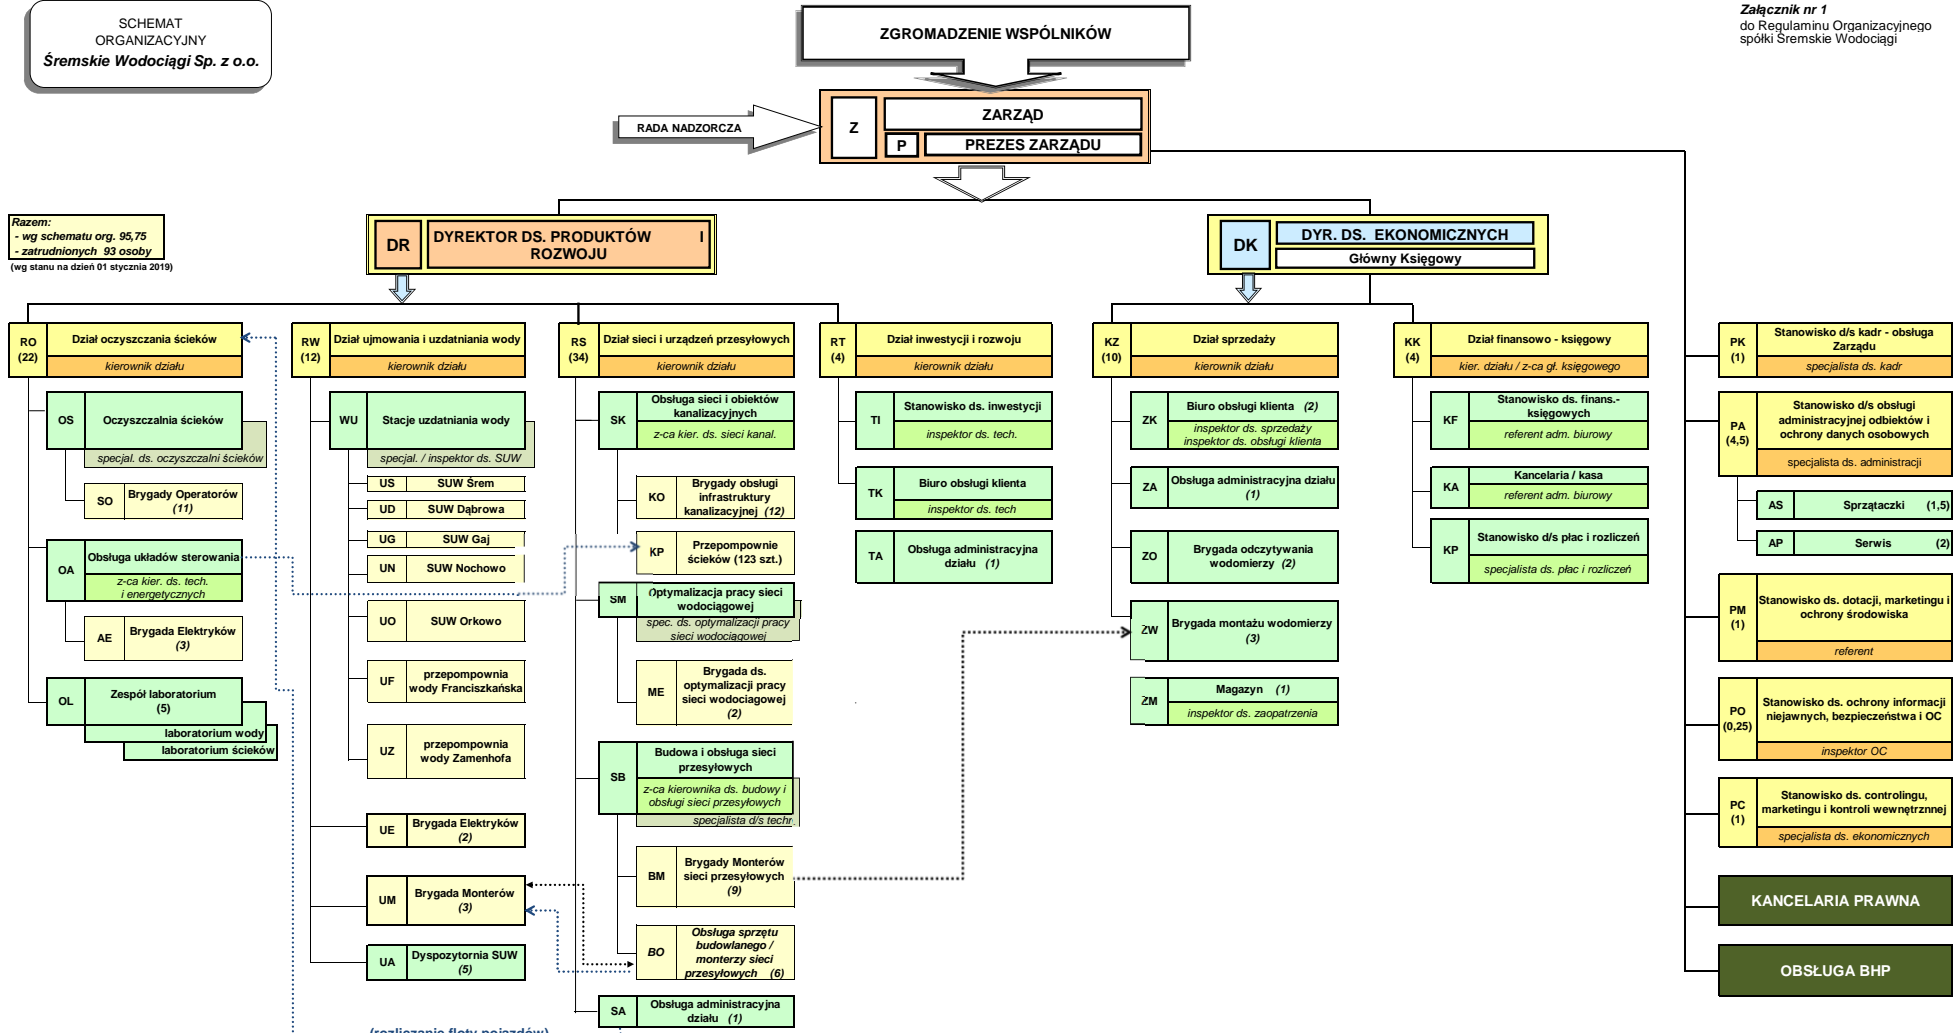 SCHEMAT
ORGANIZACYJNY
Śremskie Wodociągi Sp. z o.o.
ZGROMADZENIE WSPÓLNIKÓW
Załącznik nr 1
do Regulaminu Organizacyjnego
spółki Śremskie Wodociągi
RADA NADZORCZA
Z
ZARZĄD
P
PREZES ZARZĄDU
Razem:
- wg schematu org. 95,75
- zatrudnionych 93 osoby
(wg stanu na dzień 01 stycznia 2019)
DR
DYREKTOR DS. PRODUKTÓW I
ROZWOJU
DK
DYR. DS. EKONOMICZNYCH
Główny Księgowy
RO
(22)
Dział oczyszczania ścieków
kierownik działu
OS
Oczyszczalnia ścieków
specjal. ds. oczyszczalni ścieków
SO
Brygady Operatorów
(11)
OA
Obsługa układów sterowania
z-ca kier. ds. tech.
i energetycznych
AE
Brygada Elektryków
(3)
OL
Zespół laboratorium
(5)
laboratorium wody
laboratorium ścieków
RW
(12)
Dział ujmowania i uzdatniania wody
kierownik działu
WU
Stacje uzdatniania wody
specjal. / inspektor ds. SUW
US
SUW Śrem
UD
SUW Dąbrowa
UG
SUW Gaj
UN
SUW Nochowo
UO
SUW Orkowo
UF
przepompownia
wody Franciszkańska
UZ
przepompownia
wody Zamenhofa
UE
Brygada Elektryków
(2)
UM
Brygada Monterów
(3)
UA
Dyspozytornia SUW
(5)
(rozliczanie floty pojazdów)
RS
(34)
Dział sieci i urządzeń przesyłowych
kierownik działu
SK
Obsługa sieci i obiektów
kanalizacyjnych
z-ca kier. ds. sieci kanal.
KO
Brygady obsługi
infrastruktury
kanalizacyjnej (12)
KP
Przepompownie
ścieków (123 szt.)
SM
Optymalizacja pracy sieci
wodociągowej
spec. ds. optymalizacji pracy
sieci wodociągowej
ME
Brygada ds.
optymalizacji pracy
sieci wodociagowej
(2)
SB
Budowa i obsługa sieci
przesyłowych
z-ca kierownika ds. budowy i
obsługi sieci przesyłowych
specjalista d/s techn.
BM
Brygady Monterów
sieci przesyłowych
(9)
BO
Obsługa sprzętu
budowlanego /
monterzy sieci
przesyłowych (6)
SA
Obsługa administracyjna
działu (1)
RT
(4)
Dział inwestycji i rozwoju
kierownik działu
TI
Stanowisko ds. inwestycji
inspektor ds. tech.
TK
Biuro obsługi klienta
inspektor ds. tech
TA
Obsługa administracyjna
działu (1)
KZ
(10)
Dział sprzedaży
kierownik działu
ZK
Biuro obsługi klienta (2)
inspektor ds. sprzedaży
inspektor ds. obsługi klienta
ZA
Obsługa administracyjna działu
(1)
ZO
Brygada odczytywania
wodomierzy (2)
ZW
Brygada montażu wodomierzy
(3)
ZM
Magazyn (1)
inspektor ds. zaopatrzenia
KK
(4)
Dział finansowo - księgowy
kier. działu / z-ca gł. księgowego
KF
Stanowisko ds. finans.-
księgowych
referent adm. biurowy
KA
Kancelaria / kasa
referent adm. biurowy
KP
Stanowisko d/s płac i rozliczeń
specjalista ds. płac i rozliczeń
PK
(1)
Stanowisko d/s kadr - obsługa
Zarządu
specjalista ds. kadr
PA
(4,5)
Stanowisko d/s obsługi
administracyjnej odbiektów i
ochrony danych osobowych
specjalista ds. administracji
AS
Sprzątaczki (1,5)
AP
Serwis (2)
PM
(1)
Stanowisko ds. dotacji, marketingu i
ochrony środowiska
referent
PO
(0,25)
Stanowisko ds. ochrony informacji
niejawnych, bezpieczeństwa i OC
inspektor OC
PC
(1)
Stanowisko ds. controlingu,
marketingu i kontroli wewnętrznnej
specjalista ds. ekonomicznych
KANCELARIA PRAWNA
OBSŁUGA BHP